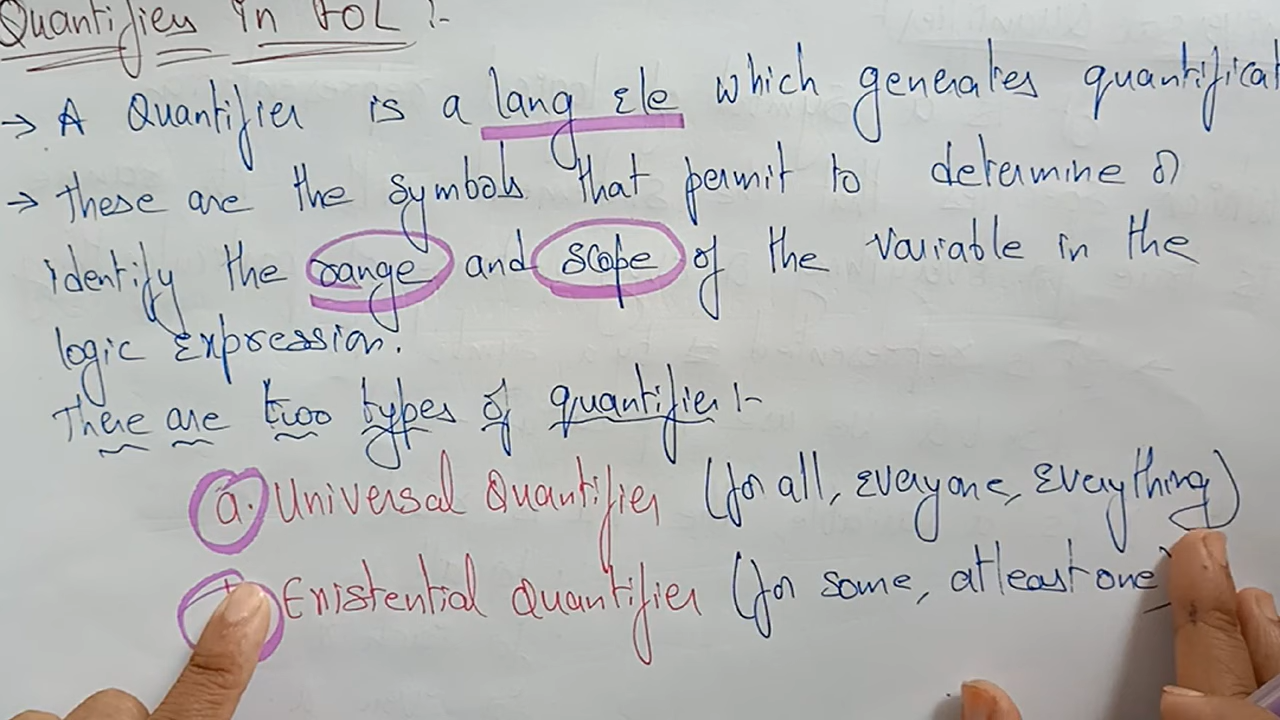 Quantifiers in FOL :-
→ A Quantifier is a lang Ele which generates quantificat
→ These are the symbols that permit to determine or
identify the range and scope of the variable in the
logic Expression.
There are two types of quantifier :-
a. Universal Quantifier (for all, Everyone, Everything)
Existential Quantifier (for some, atleast one)